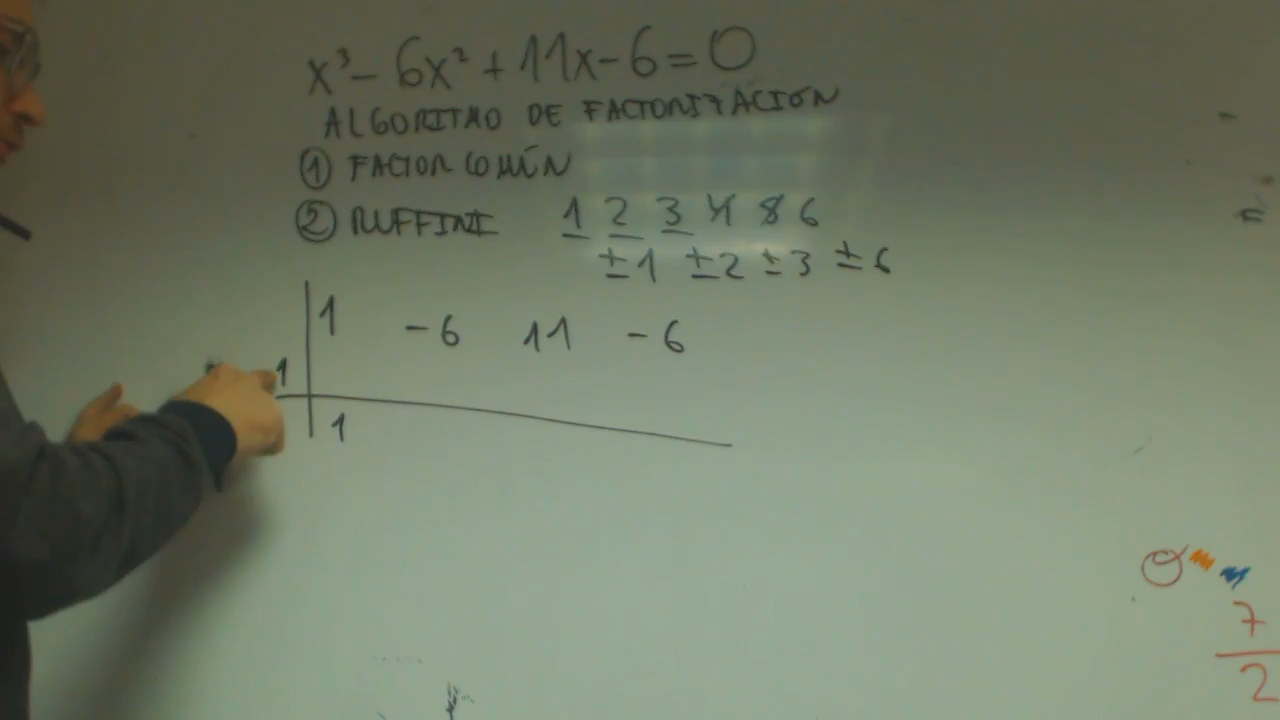 x³ - 6x² + 11x - 6 = 0
ALGORITMO DE FACTORIZACIÓN
① FACTOR COMÚN
② RUFFINI 1 2 3 4 5 6
±1 ±2 ±3 ±6
1 -6 11 -6
1
1
7
2